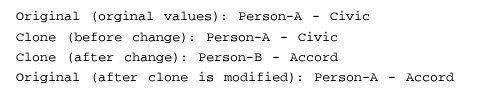 Original (orginal values): Person-A - Civic
Clone (before change): Person-A - Civic
Clone (after change): Person-B - Accord
Original (after clone is modified): Person-A - Accord